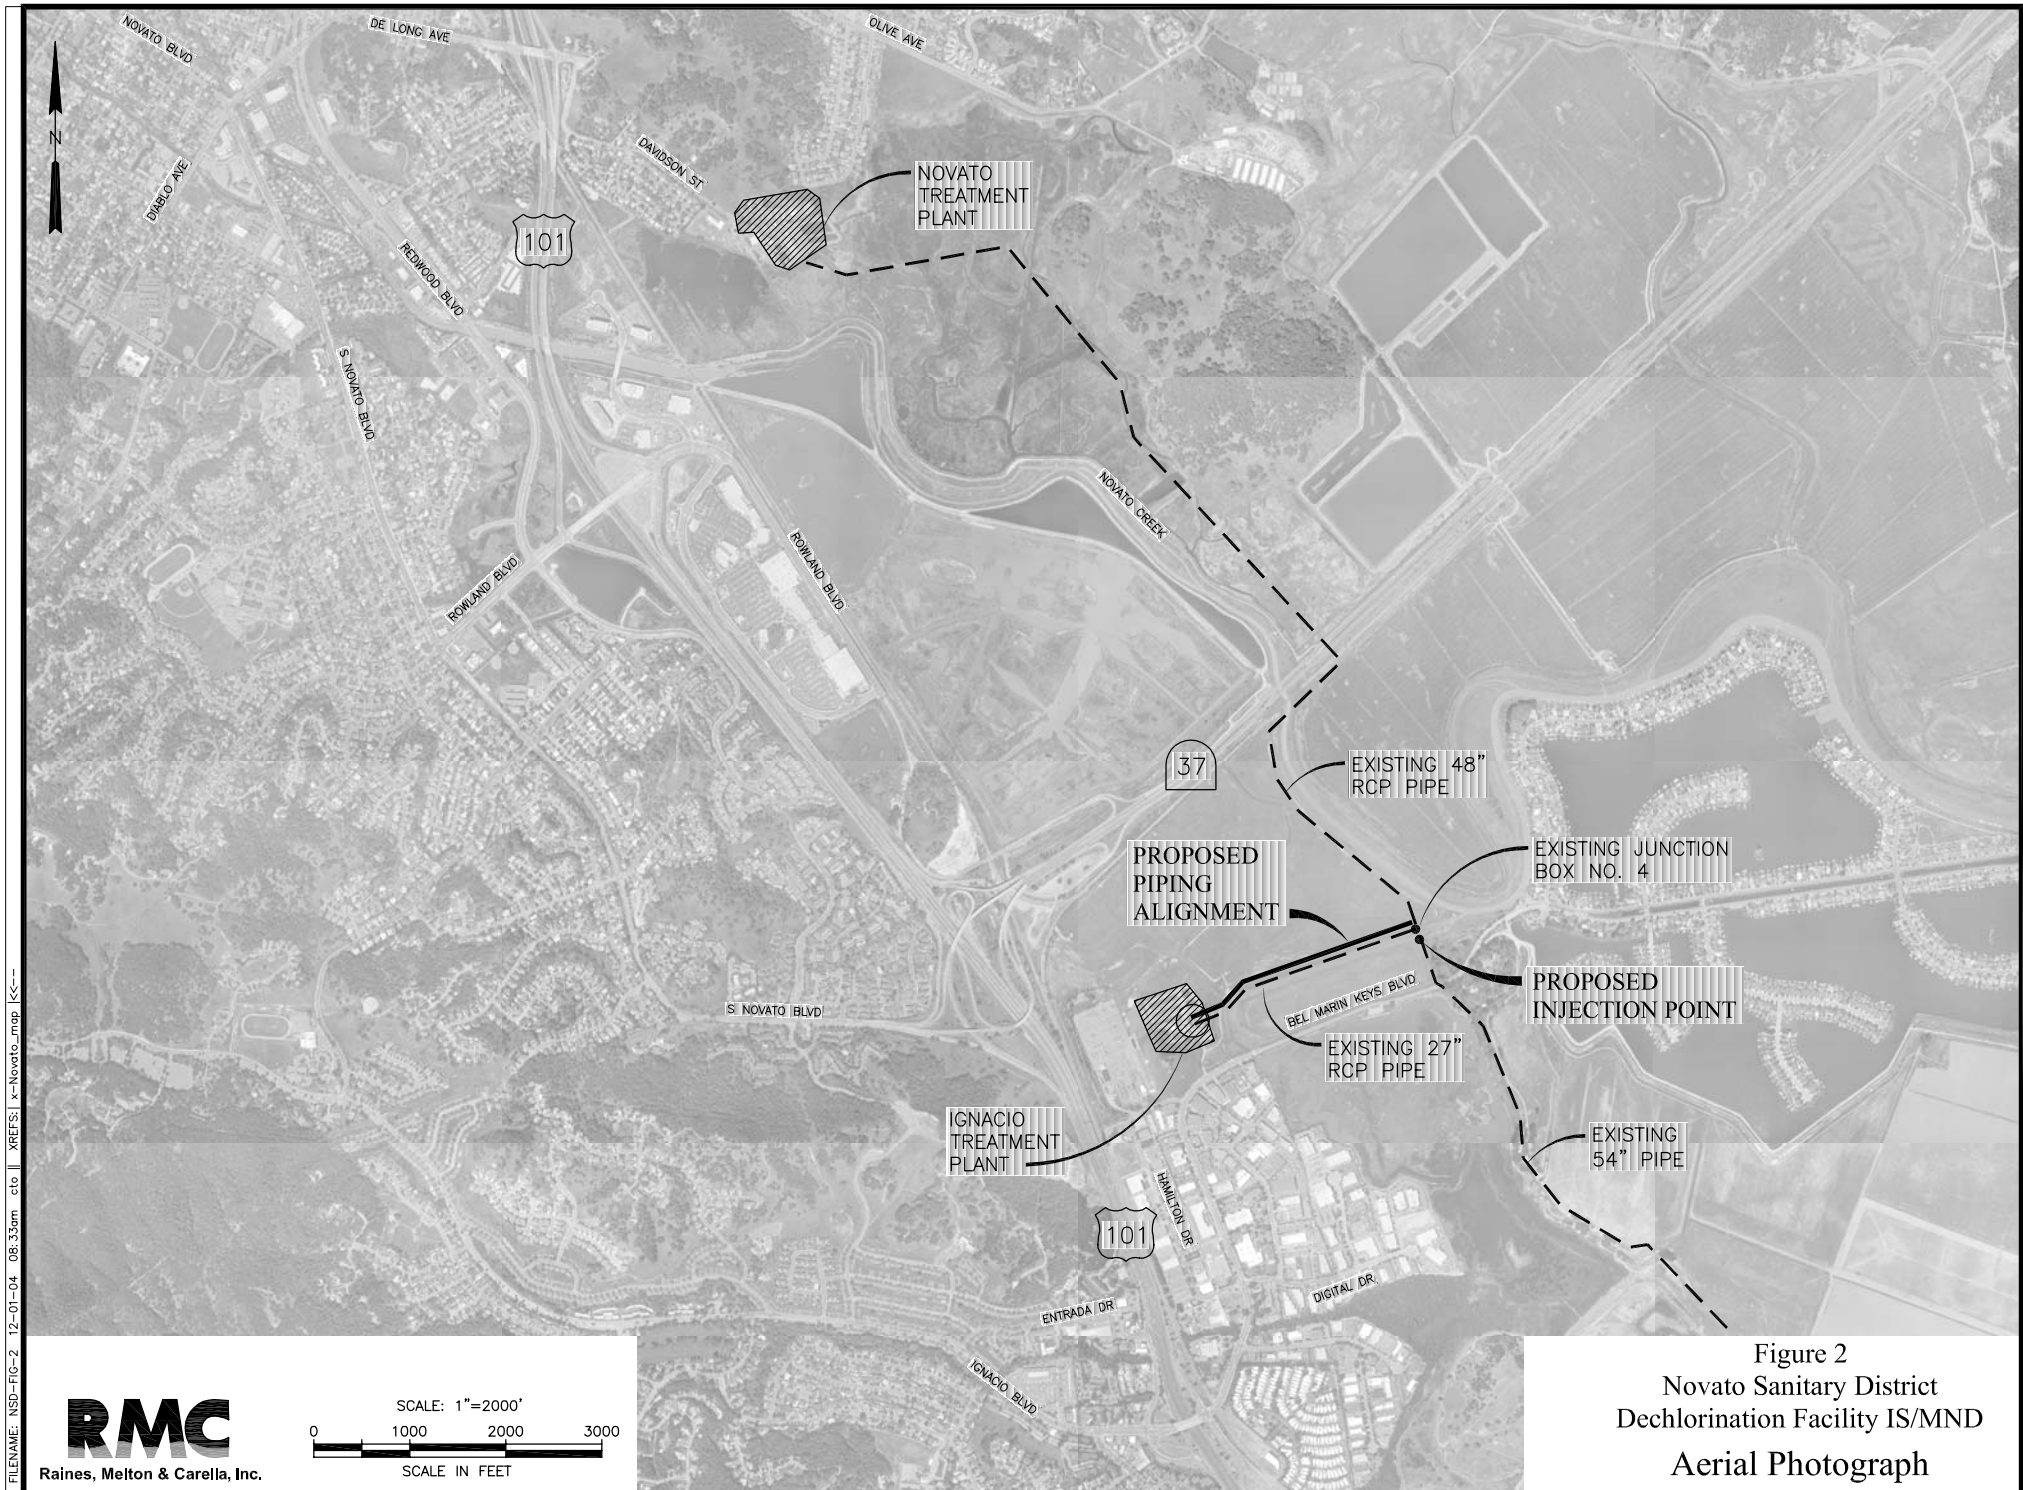 NOVATO BLVD
DE LONG AVE
OLIVE AVE
N
DIABLO AVE
DAVIDSON ST
NOVATO
TREATMENT
PLANT
101
REDWOOD BLVD
S NOVATO BLVD
NOVATO CREEK
ROWLAND BLVD
ROWLAND BLVD
37
EXISTING 48"
RCP PIPE
PROPOSED
PIPING
ALIGNMENT
EXISTING JUNCTION
BOX NO. 4
PROPOSED
INJECTION POINT
BEL MARIN KEYS BLVD
S NOVATO BLVD
EXISTING 27"
RCP PIPE
IGNACIO
TREATMENT
PLANT
EXISTING
54" PIPE
HAMILTON DR
101
DIGITAL DR
ENTRADA DR
IGNACIO BLVD
RMC
Raines, Melton & Carella, Inc.
SCALE: 1"=2000'
0 1000 2000 3000
SCALE IN FEET
Figure 2
Novato Sanitary District
Dechlorination Facility IS/MND
Aerial Photograph
FILENAME: NSD-FIG-2 12-01-04 08:33am cto || XREFS:| x-Novato_map |<<--